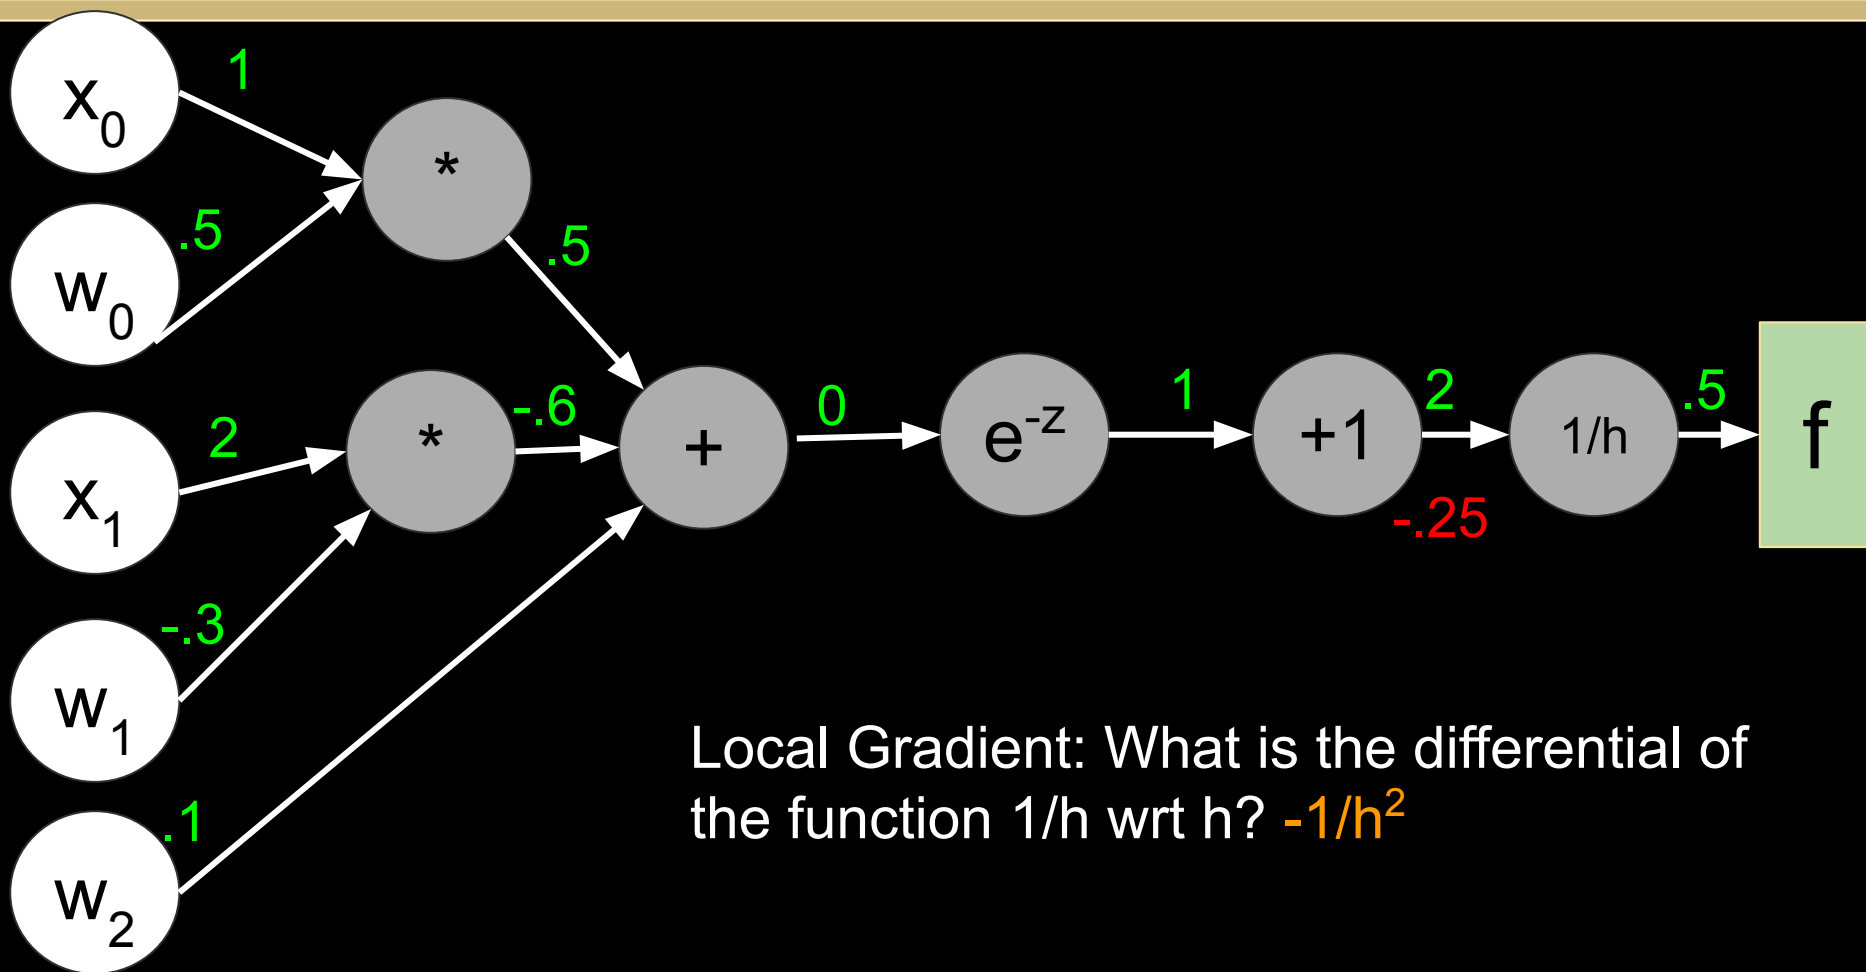 x₀
1
*
w₀
.5
.5
x₁
2
*
-.6
+
0
e⁻ᶻ
1
+1
2
-.25
1/h
.5
f
w₁
-.3
w₂
.1
Local Gradient: What is the differential of
the function 1/h wrt h? -1/h²